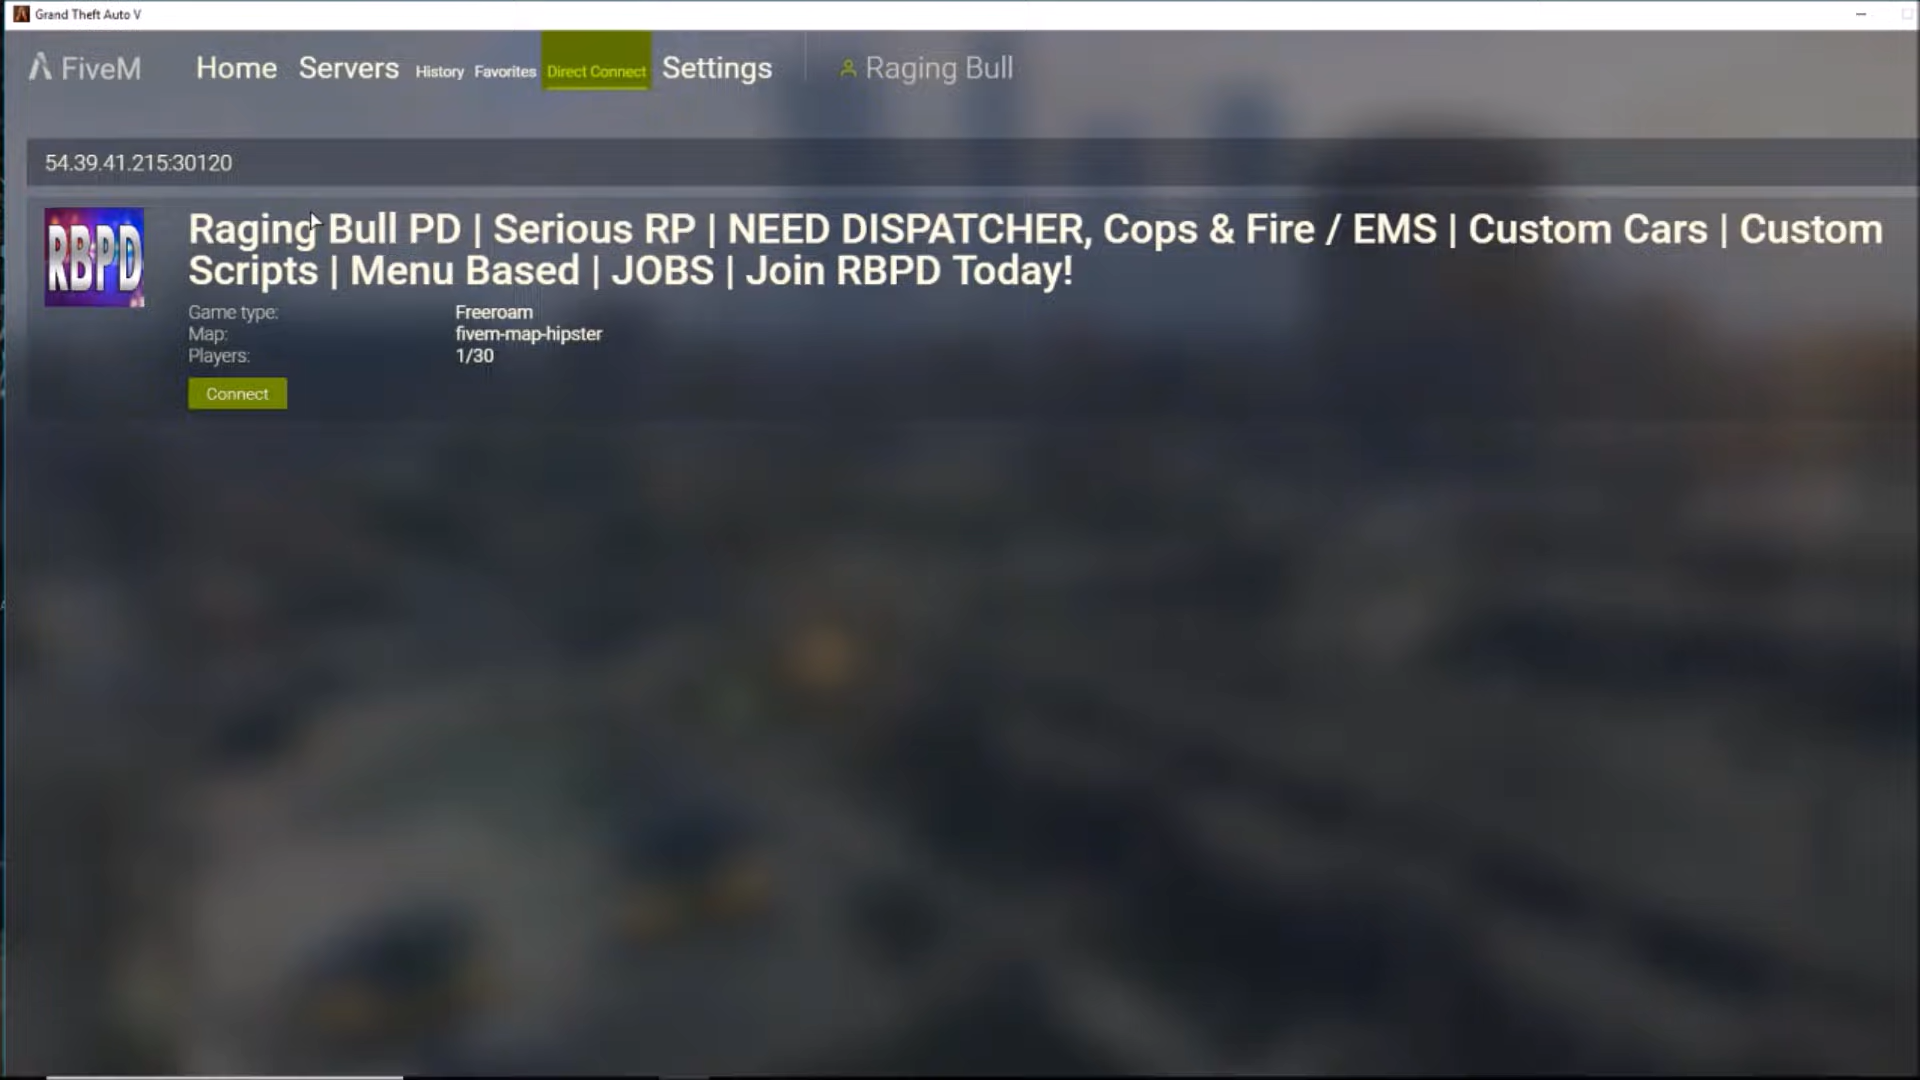 Grand Theft Auto V
FiveM Home Servers History Favorites Direct Connect Settings Raging Bull
54.39.41.215:30120
RBPD
Raging Bull PD | Serious RP | NEED DISPATCHER, Cops & Fire / EMS | Custom Cars | Custom
Scripts | Menu Based | JOBS | Join RBPD Today!
Game type: Freeroam
Map: fivem-map-hipster
Players: 1/30
Connect